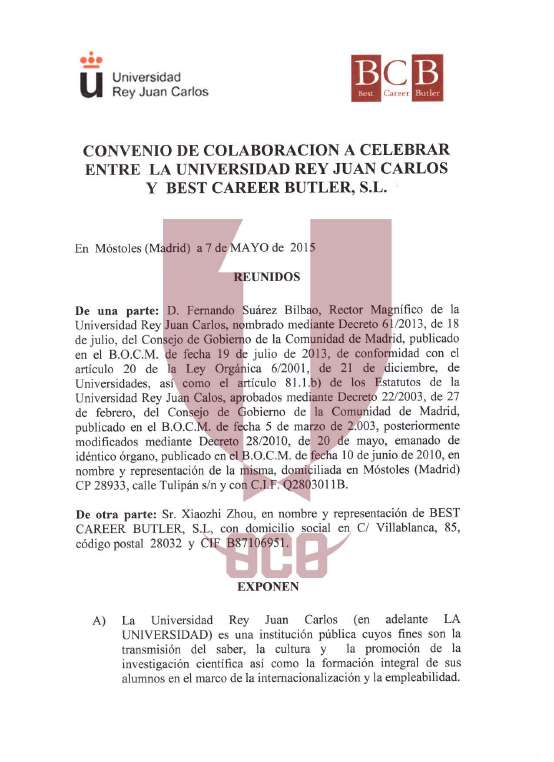 Universidad
Rey Juan Carlos
BCB
Best Career Butler
CONVENIO DE COLABORACION A CELEBRAR
ENTRE LA UNIVERSIDAD REY JUAN CARLOS
Y BEST CAREER BUTLER, S.L.
En Móstoles (Madrid) a 7 de MAYO de 2015
REUNIDOS
De una parte: D. Fernando Suárez Bilbao, Rector Magnífico de la
Universidad Rey Juan Carlos, nombrado mediante Decreto 61/2013, de 18
de julio, del Consejo de Gobierno de la Comunidad de Madrid, publicado
en el B.O.C.M. de fecha 19 de julio de 2013, de conformidad con el
artículo 20 de la Ley Orgánica 6/2001, de 21 de diciembre, de
Universidades, así como el artículo 81.1.b) de los Estatutos de la
Universidad Rey Juan Calos, aprobados mediante Decreto 22/2003, de 27
de febrero, del Consejo de Gobierno de la Comunidad de Madrid,
publicado en el B.O.C.M. de fecha 5 de marzo de 2.003, posteriormente
modificados mediante Decreto 28/2010, de 20 de mayo, emanado de
idéntico órgano, publicado en el B.O.C.M. de fecha 10 de junio de 2010, en
nombre y representación de la misma, domiciliada en Móstoles (Madrid)
CP 28933, calle Tulipán s/n y con C.I.F. Q2803011B.
De otra parte: Sr. Xiaozhi Zhou, en nombre y representación de BEST
CAREER BUTLER, S.L, con domicilio social en C/ Villablanca, 85,
código postal 28032 y CIF B87106951.
BCB
EXPONEN
A) La Universidad Rey Juan Carlos (en adelante LA
UNIVERSIDAD) es una institución pública cuyos fines son la
transmisión del saber, la cultura y la promoción de la
investigación científica así como la formación integral de sus
alumnos en el marco de la internacionalización y la empleabilidad.